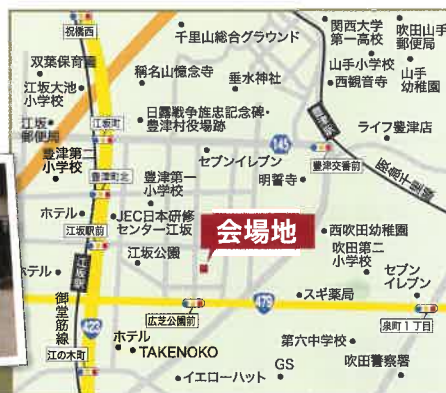 祝橋西
千里山総合グラウンド
関西大学
第一高校
吹田山手
郵便局
双葉保育
山手小学校
稱名山憶念寺
垂水神社
西観音寺
山手
幼稚園
江坂大池
小学校
日露戦争旌忠記念碑・
豊津村役場跡
江坂
郵便局
江坂町
145
ライフ豊津店
豊津第二
小学校
セブンイレブン
豊津交番前
阪急千里線
豊津町北
豊津第一
小学校
明誓寺
ホテル
JEC日本研修
センター江坂
会場地
西吹田幼稚園
江坂駅前
江坂公園
吹田第二
小学校
ホテル
江坂駅
セブン
イレブン
スギ薬局
御堂筋線
479
広芝公園前
泉町1丁目
423
ホテル
第六中学校
江の木町
TAKENOKO
GS
吹田警察署
イエローハット